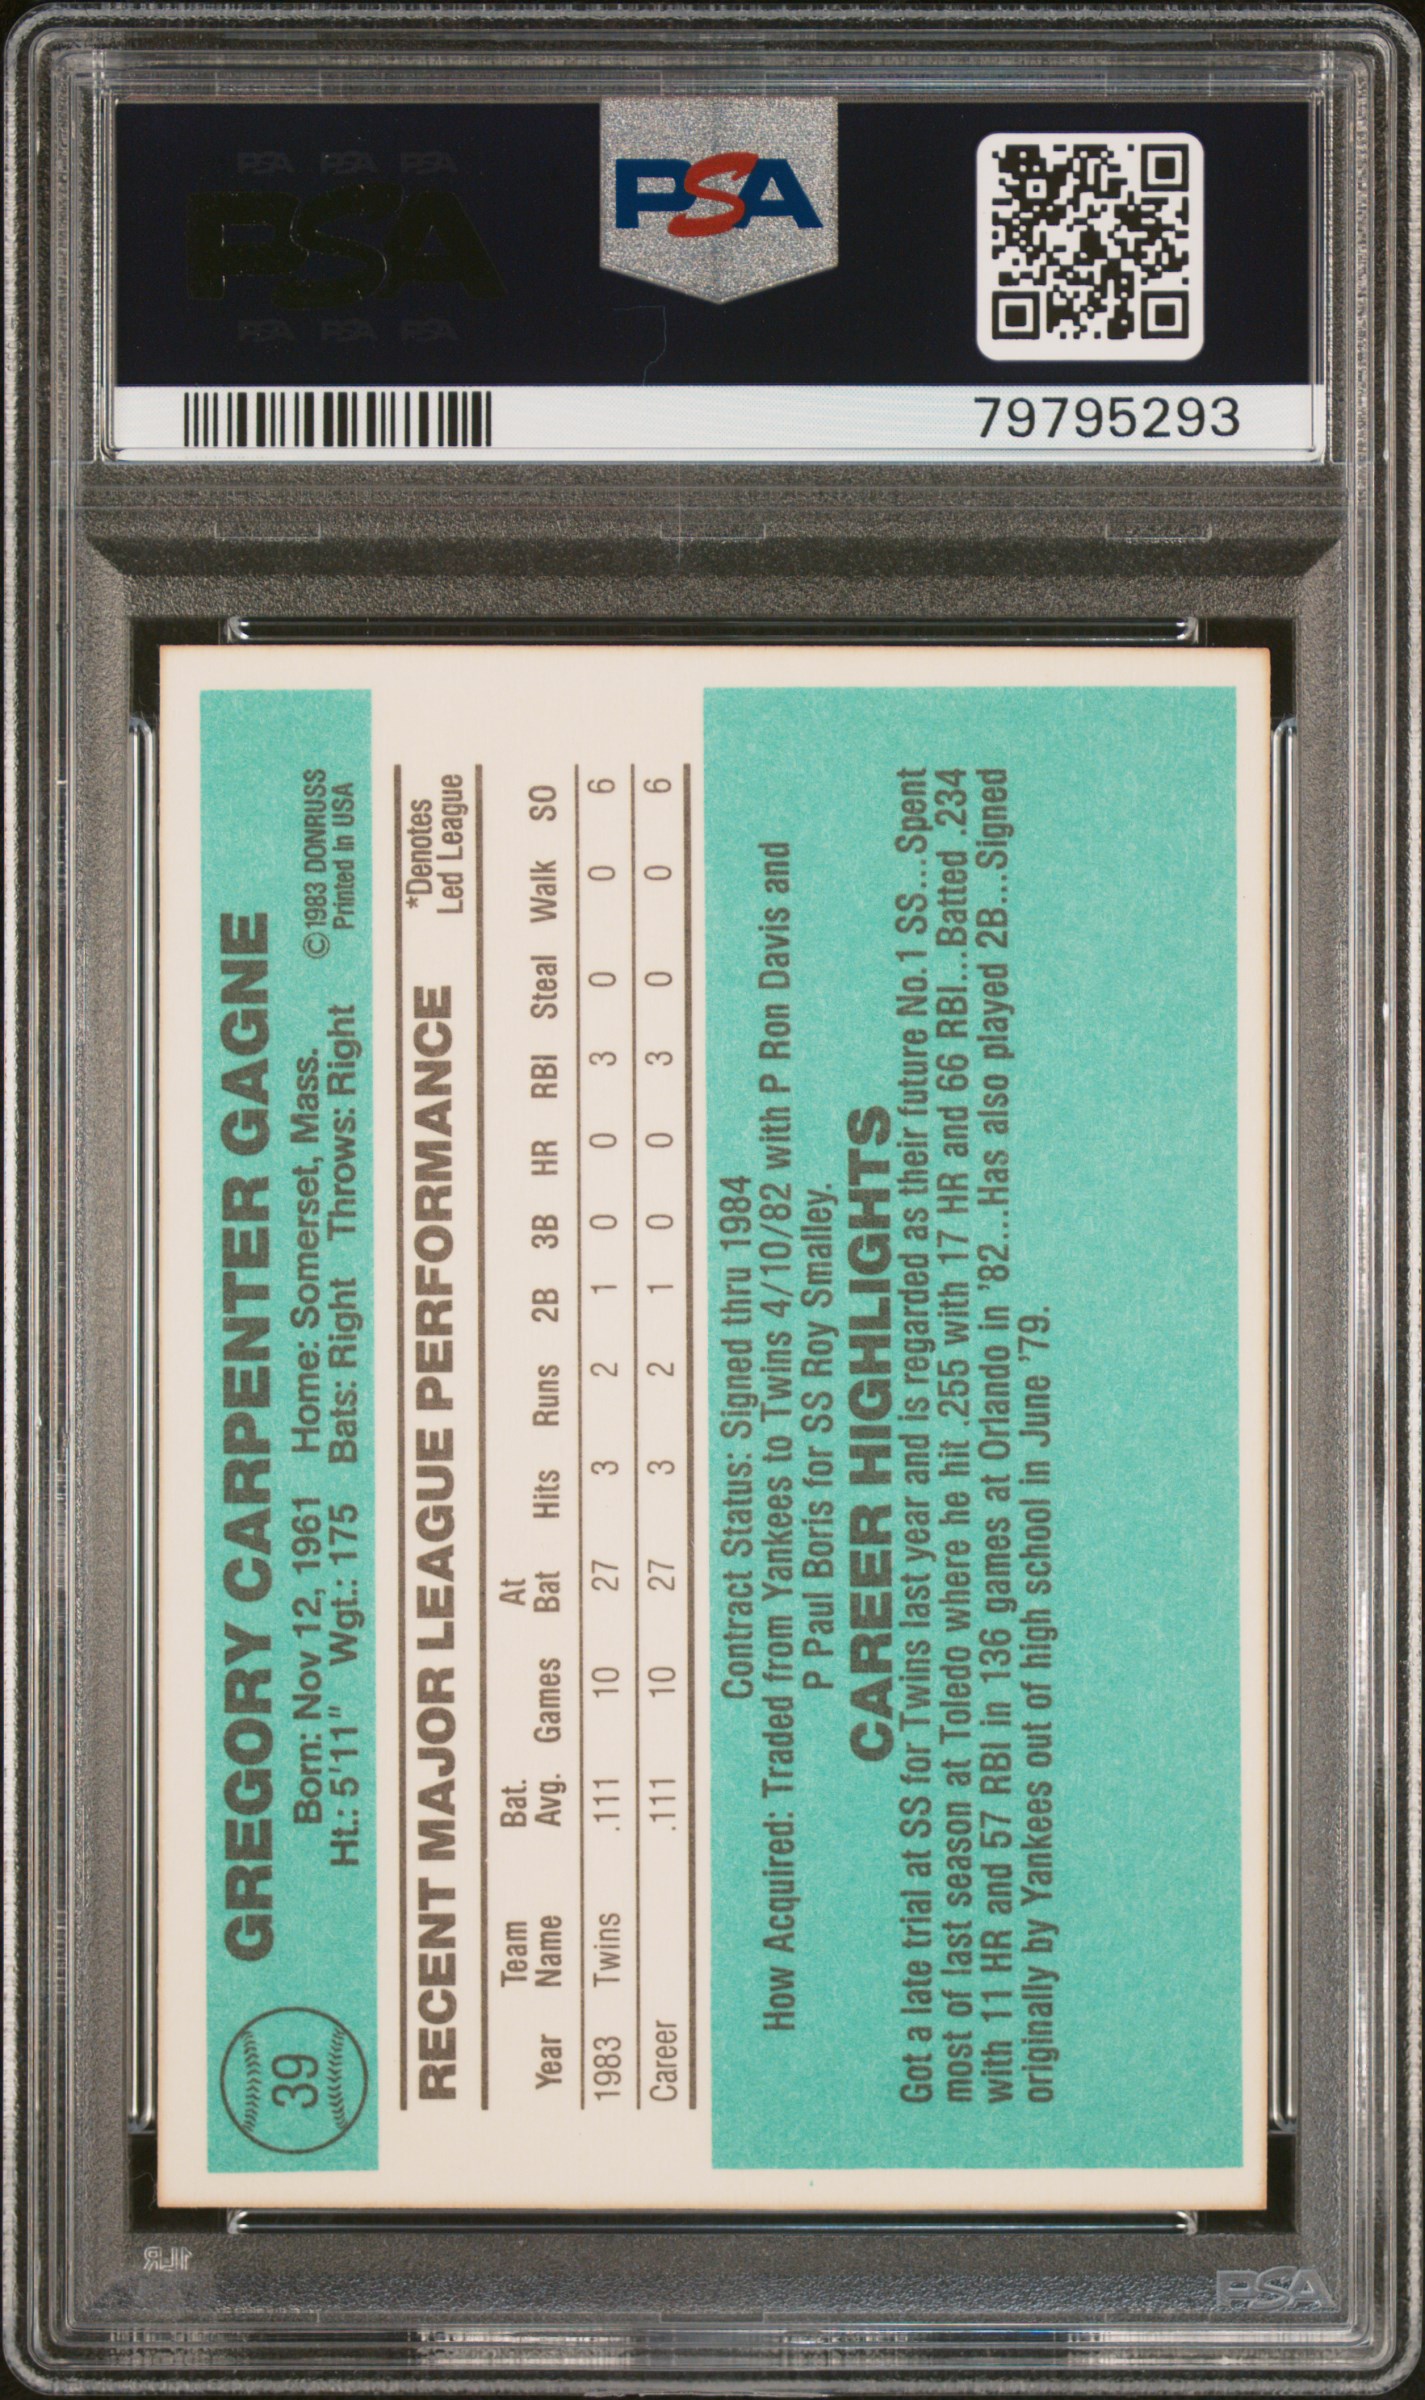 PSA PSA PSA
PSA
PSA PSA PSA
PSA
79795293
39
GREGORY CARPENTER GAGNE
Born: Nov 12, 1961 Home: Somerset, Mass. ©1983 DONRUSS
Ht.: 5'11" Wgt.: 175 Bats: Right Throws: Right Printed In USA
RECENT MAJOR LEAGUE PERFORMANCE *Denotes Led League
Year Team Name Bat. Avg. Games At Bat Hits Runs 2B 3B HR RBI Steal Walk SO
1983 Twins .111 10 27 3 2 1 0 0 3 0 0 6
Career .111 10 27 3 2 1 0 0 3 0 0 6
Contract Status: Signed thru 1984
How Acquired: Traded from Yankees to Twins 4/10/82 with P Ron Davis and
P Paul Boris for SS Roy Smalley.
CAREER HIGHLIGHTS
Got a late trial at SS for Twins last year and is regarded as their future No.1 SS...Spent
most of last season at Toledo where he hit .255 with 17 HR and 66 RBI...Batted .234
with 11 HR and 57 RBI in 136 games at Orlando in '82...Has also played 2B...Signed
originally by Yankees out of high school in June '79.
1LR
PSA